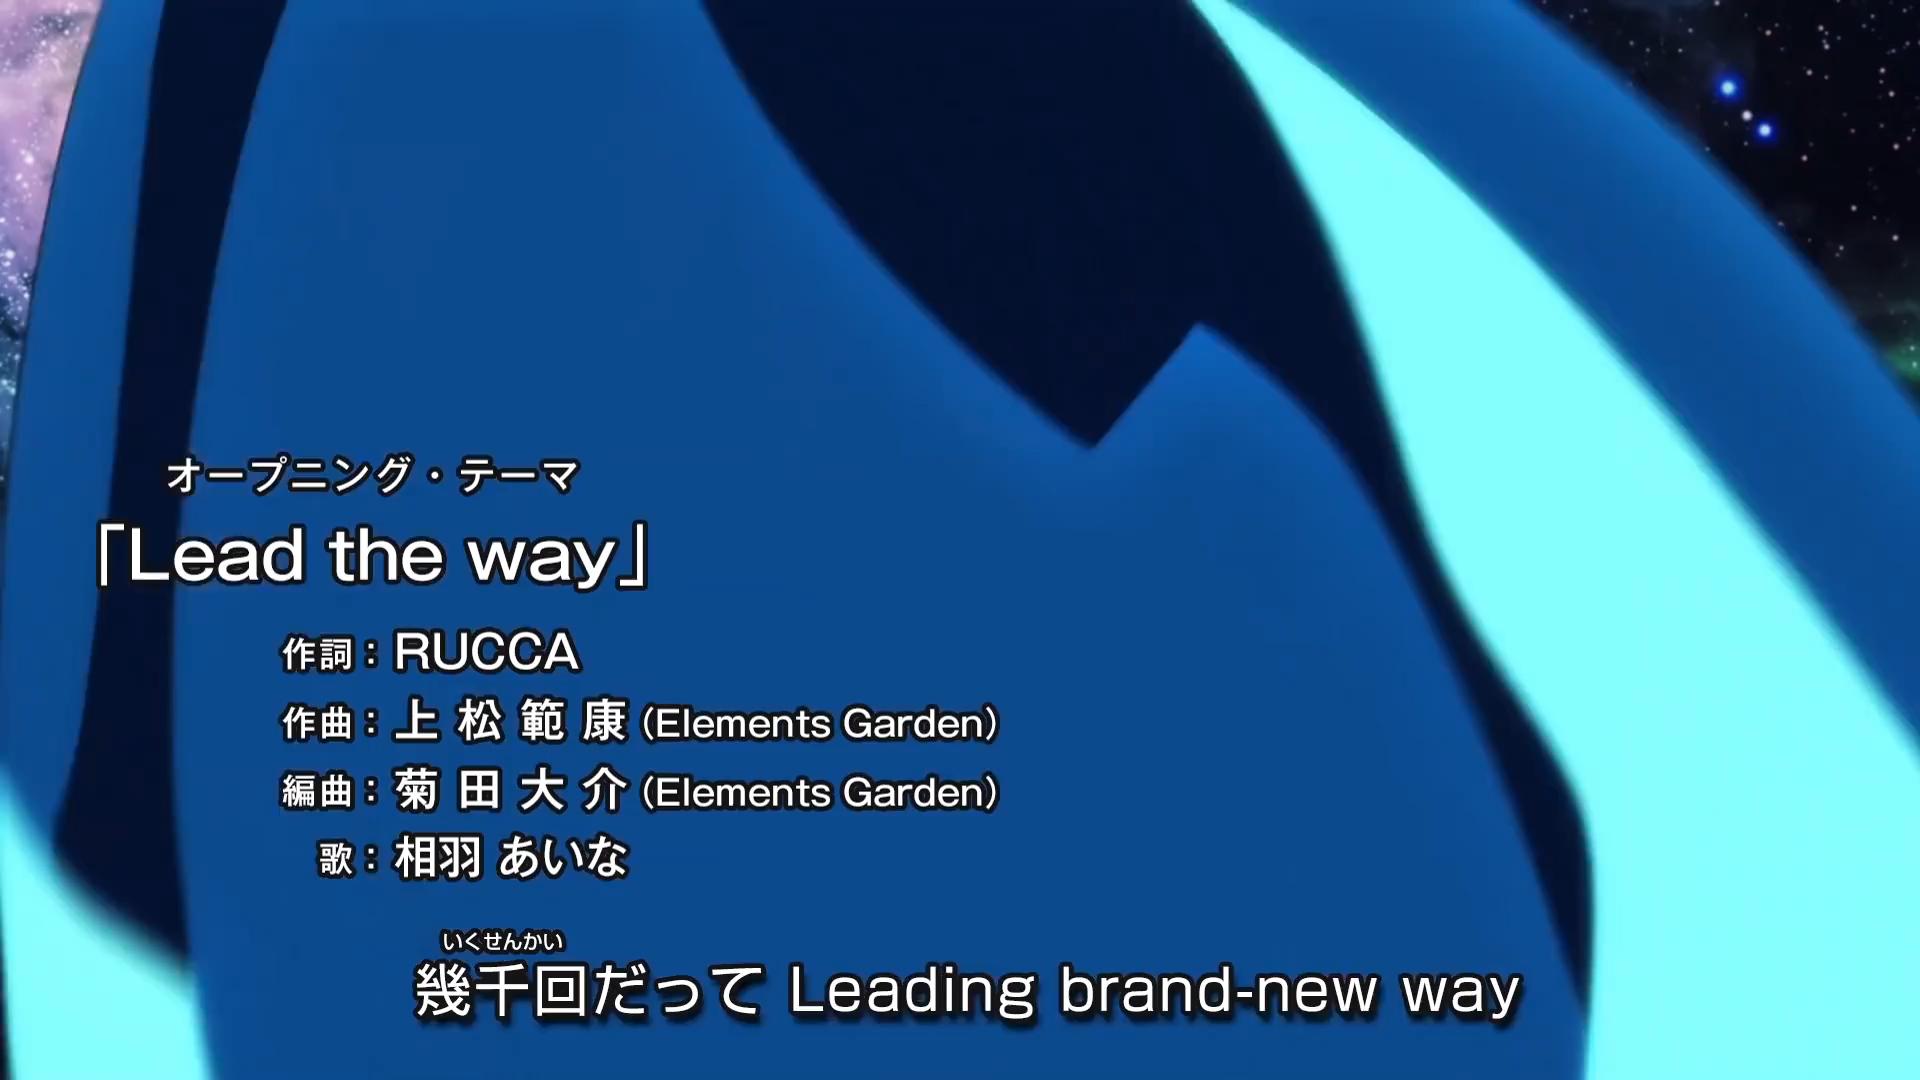 オープニング・テーマ
「Lead the way」
作詞：RUCCA
作曲：上松範康（Elements Garden）
編曲：菊田大介（Elements Garden）
歌：相羽 あいな
いくせんかい
幾千回だって Leading brand-new way